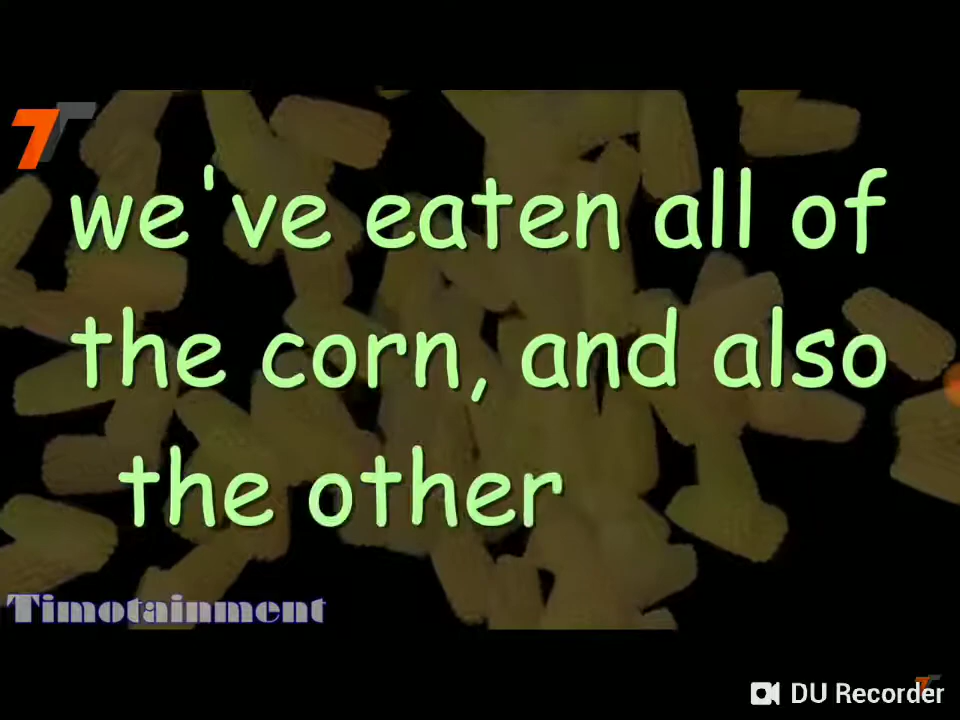 we've eaten all of
the corn, and also
the other
Timotainment
DU Recorder